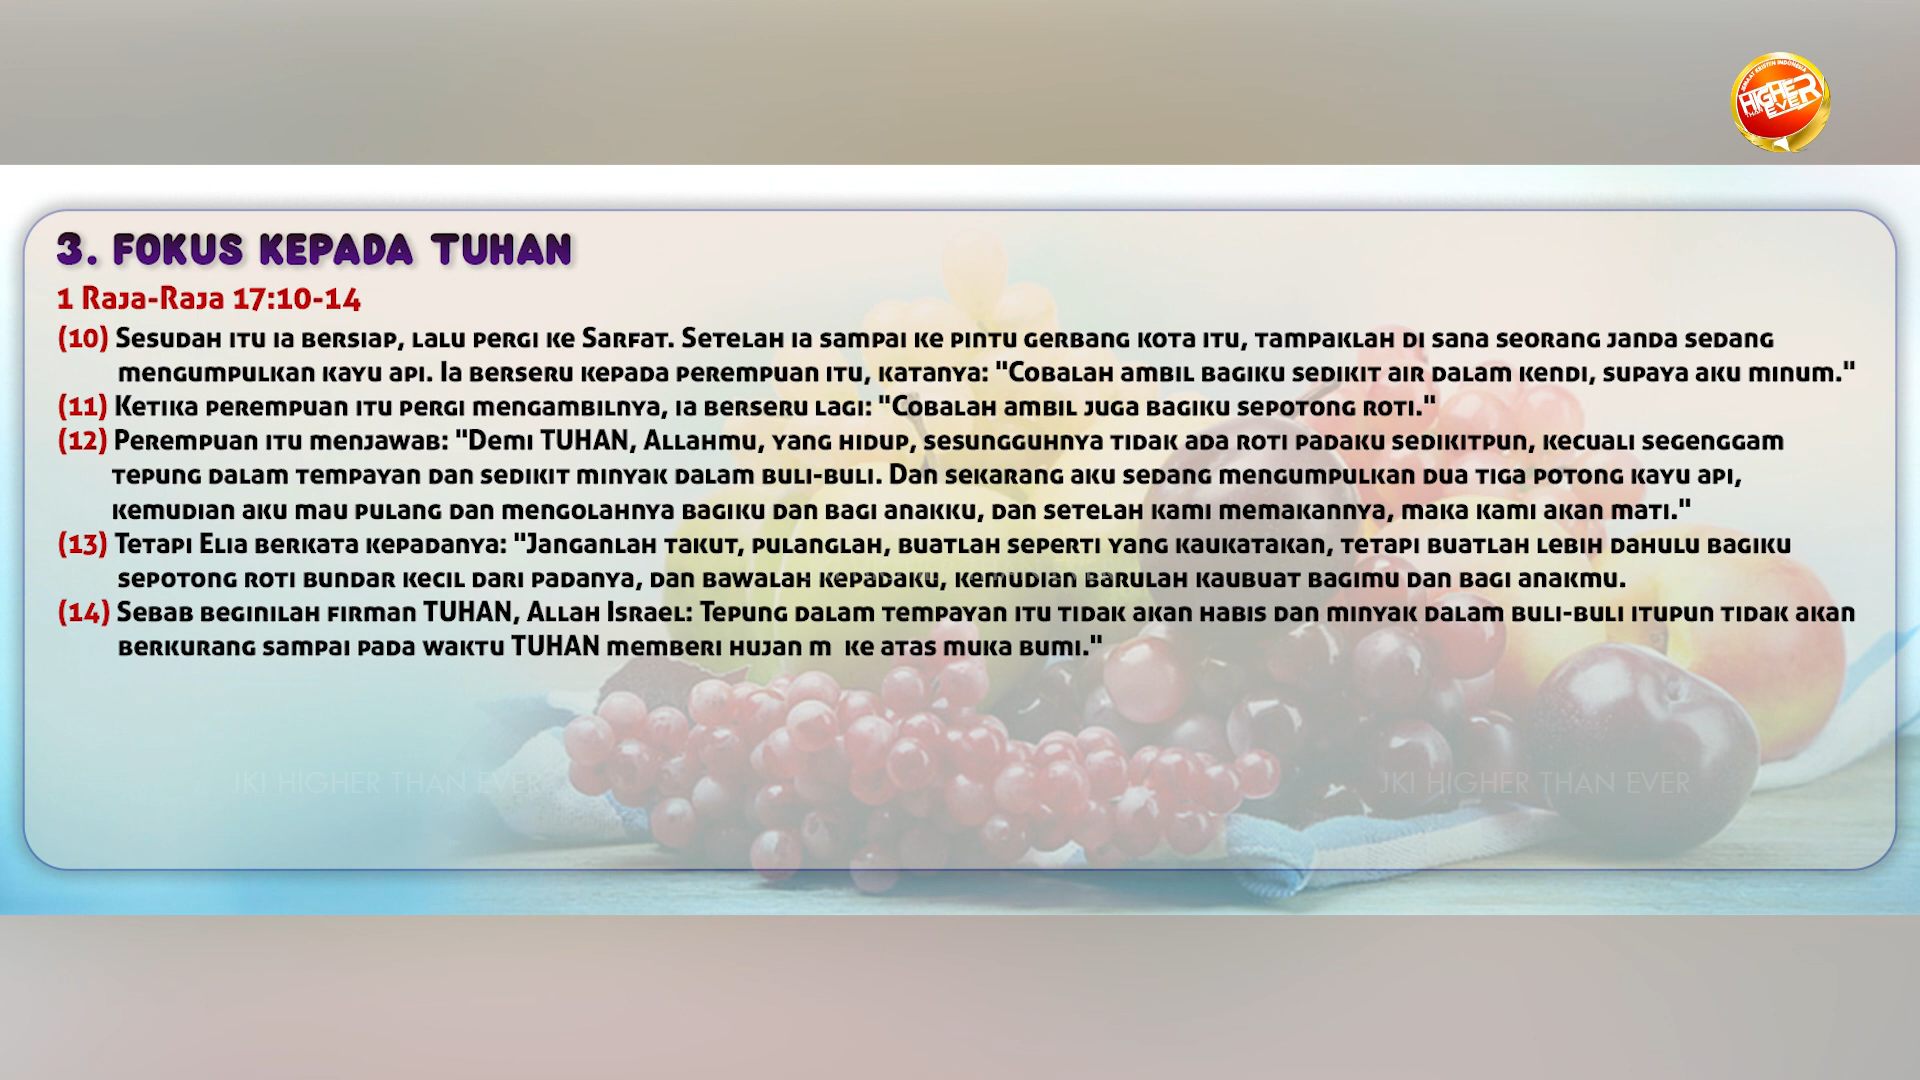 JEMAAT KRISTEN INDONESIA
HIGHER
THAN EVER
3. FOKUS KEPADA TUHAN
1 Raja-Raja 17:10-14
(10) Sesudah itu ia bersiap, lalu pergi ke Sarfat. Setelah ia sampai ke pintu gerbang kota itu, tampaklah di sana seorang janda sedang
mengumpulkan kayu api. Ia berseru kepada perempuan itu, katanya: "Cobalah ambil bagiku sedikit air dalam kendi, supaya aku minum."
(11) Ketika perempuan itu pergi mengambilnya, ia berseru lagi: "Cobalah ambil juga bagiku sepotong roti."
(12) Perempuan itu menjawab: "Demi TUHAN, Allahmu, yang hidup, sesungguhnya tidak ada roti padaku sedikitpun, kecuali segenggam
tepung dalam tempayan dan sedikit minyak dalam buli-buli. Dan sekarang aku sedang mengumpulkan dua tiga potong kayu api,
kemudian aku mau pulang dan mengolahnya bagiku dan bagi anakku, dan setelah kami memakannya, maka kami akan mati."
(13) Tetapi Elia berkata kepadanya: "Janganlah takut, pulanglah, buatlah seperti yang kaukatakan, tetapi buatlah lebih dahulu bagiku
sepotong roti bundar kecil dari padanya, dan bawalah kepadaku, kemudian barulah kaubuat bagimu dan bagi anakmu.
(14) Sebab beginilah firman TUHAN, Allah Israel: Tepung dalam tempayan itu tidak akan habis dan minyak dalam buli-buli itupun tidak akan
berkurang sampai pada waktu TUHAN memberi hujan m ke atas muka bumi."
JKI HIGHER THAN EVER
JKI HIGHER THAN EVER